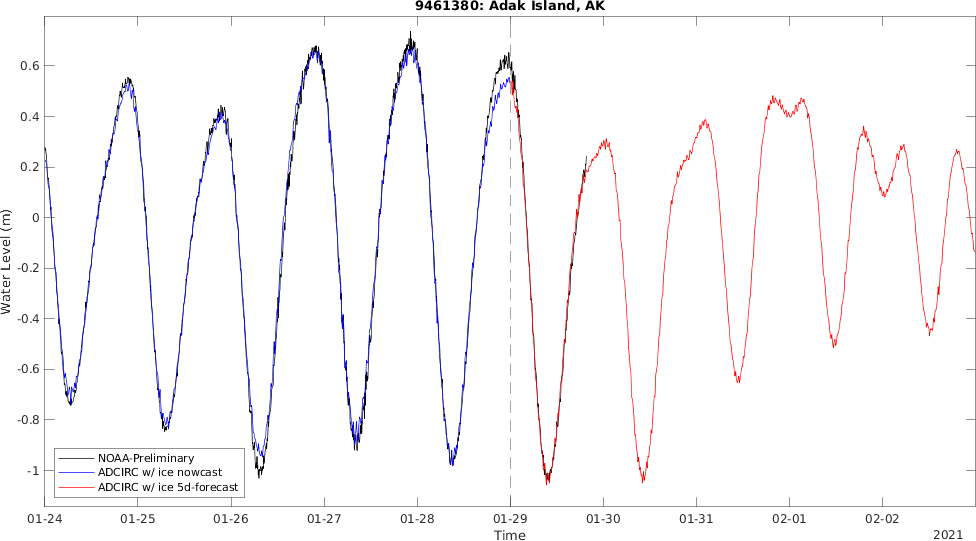 9461380: Adak Island, AK
Water Level (m)
0.6
0.4
0.2
0
-0.2
-0.4
-0.6
-0.8
-1
NOAA-Preliminary
ADCIRC w/ ice nowcast
ADCIRC w/ ice 5d-forecast
01-24 01-25 01-26 01-27 01-28 01-29 01-30 01-31 02-01 02-02
Time
2021